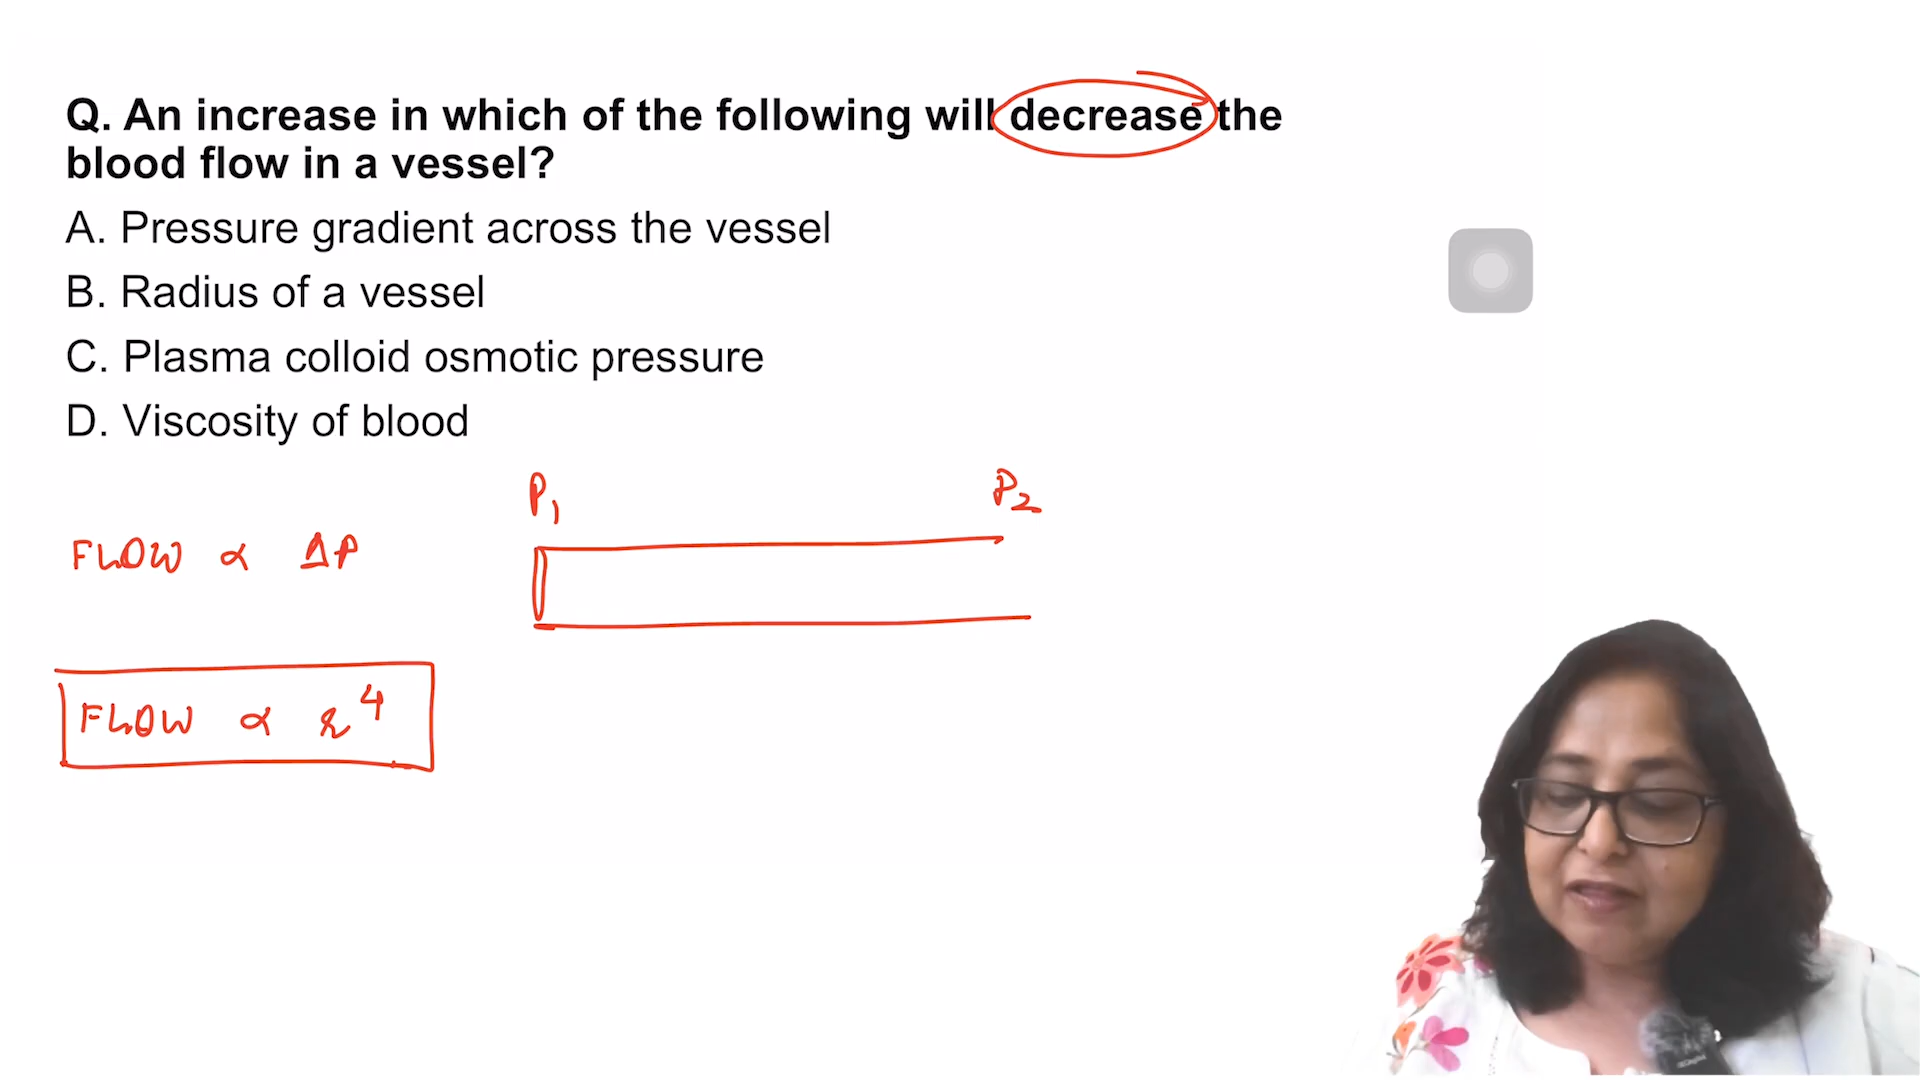 Q. An increase in which of the following will decrease the
blood flow in a vessel?
A. Pressure gradient across the vessel
B. Radius of a vessel
C. Plasma colloid osmotic pressure
D. Viscosity of blood
P₁ P₂
FLOW ∝ ΔP
FLOW ∝ r⁴